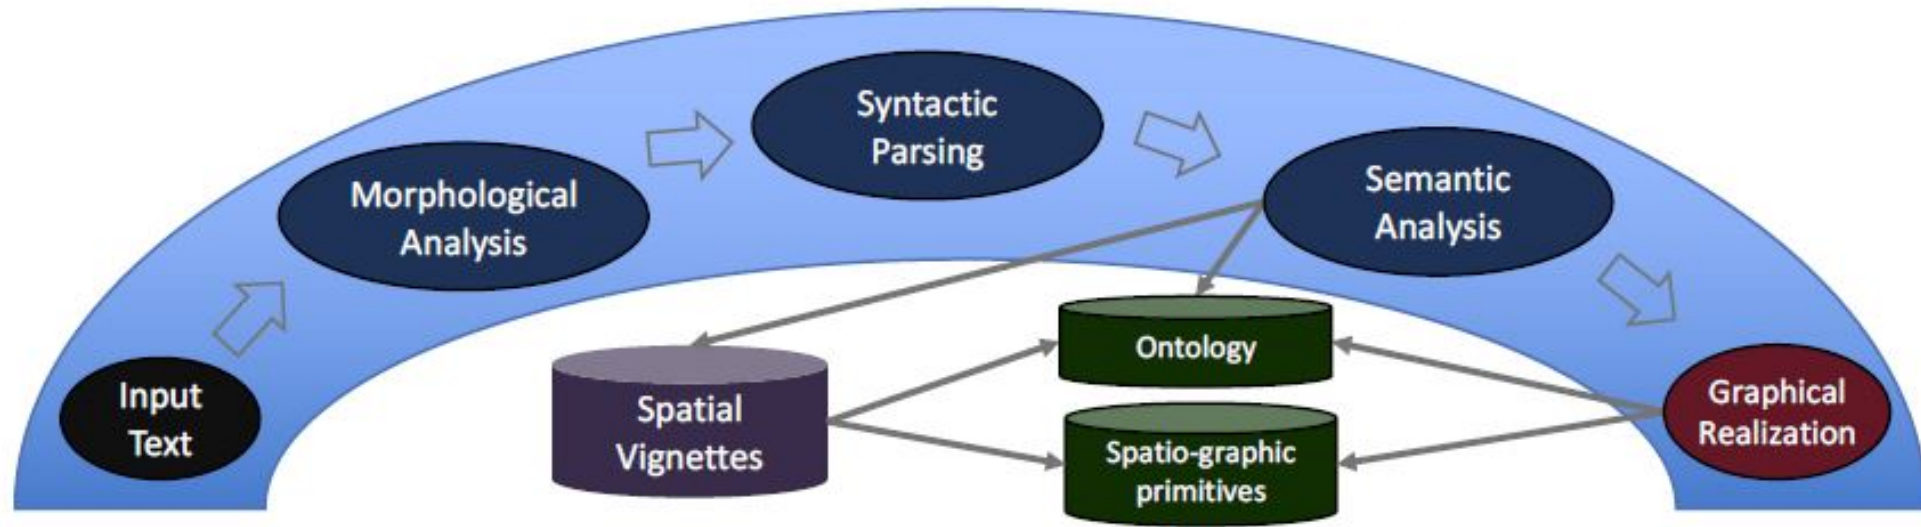 Input
Text
Morphological
Analysis
Syntactic
Parsing
Semantic
Analysis
Graphical
Realization
Spatial
Vignettes
Ontology
Spatio-graphic
primitives